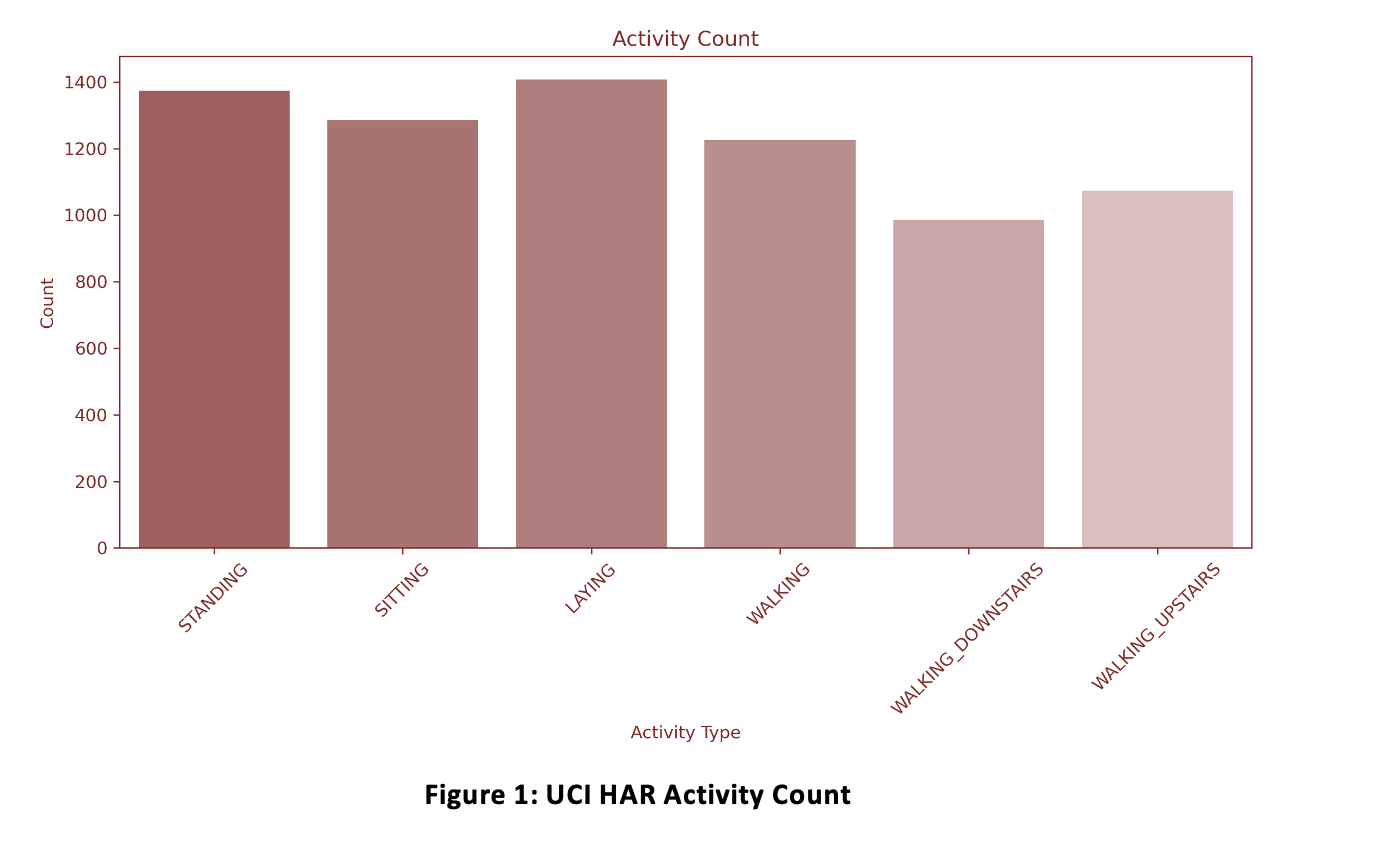 Activity Count
1400
1200
1000
800
600
400
200
0
Count
STANDING
SITTING
LAYING
WALKING
WALKING_DOWNSTAIRS
WALKING_UPSTAIRS
Activity Type
Figure 1: UCI HAR Activity Count